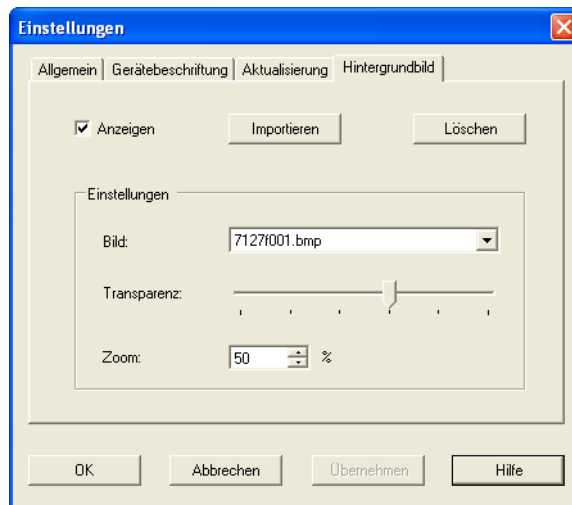 Einstellungen
Allgemein Gerätebeschriftung Aktualisierung Hintergrundbild
Anzeigen Importieren Löschen
Einstellungen
Bild: 7127f001.bmp
Transparenz:
Zoom: 50 %
OK Abbrechen Übernehmen Hilfe